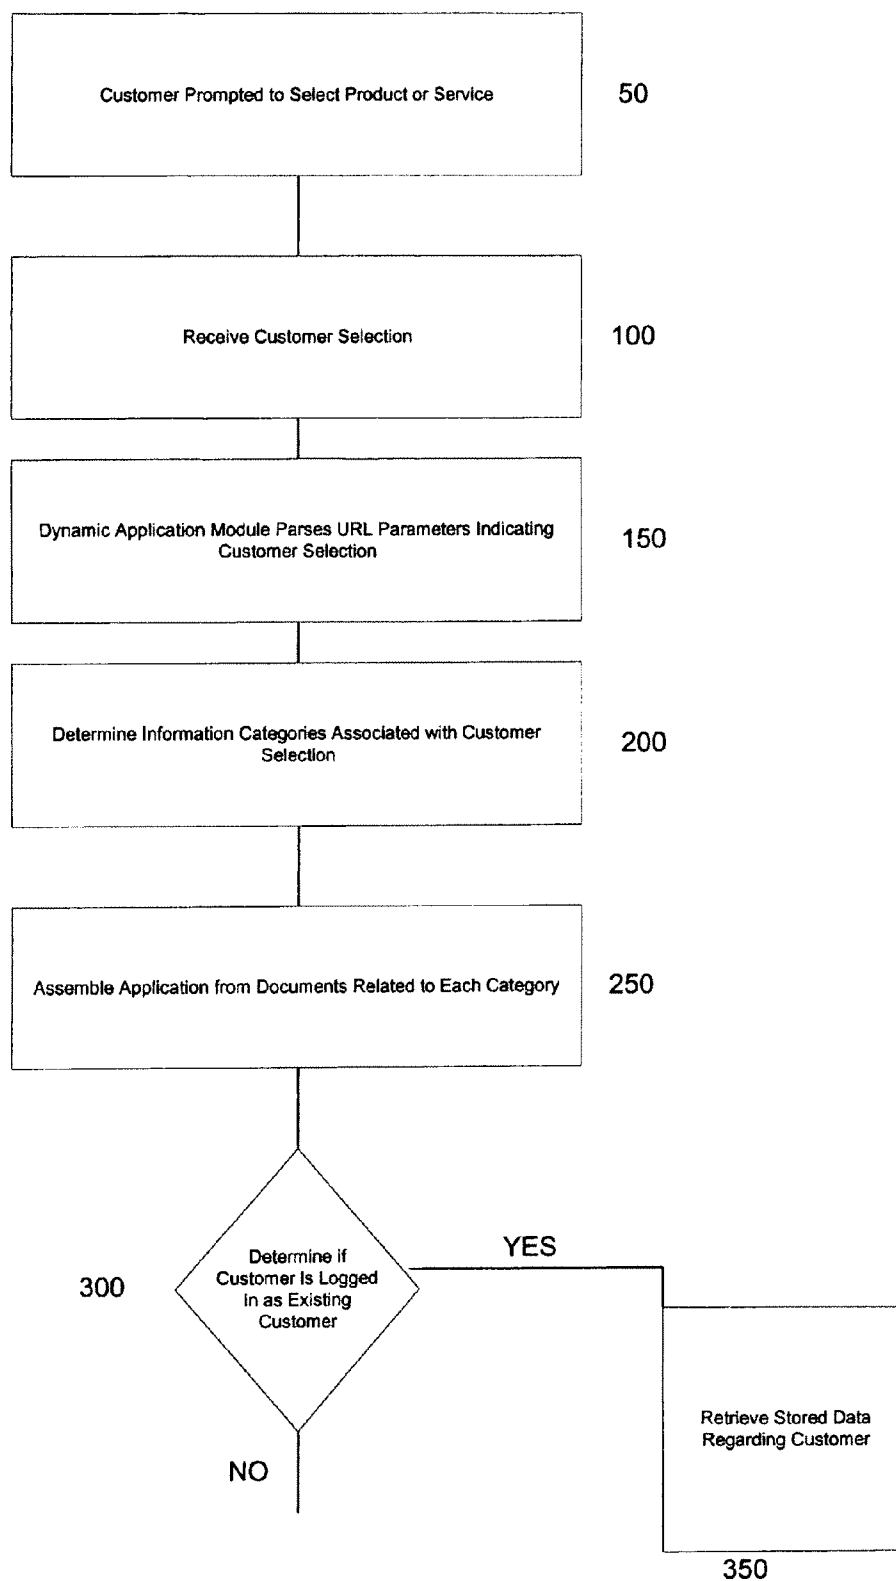 Customer Prompted to Select Product or Service
50
Receive Customer Selection
100
Dynamic Application Module Parses URL Parameters Indicating
Customer Selection
150
Determine Information Categories Associated with Customer
Selection
200
Assemble Application from Documents Related to Each Category
250
300
Determine if
Customer Is Logged
in as Existing
Customer
YES
NO
Retrieve Stored Data
Regarding Customer
350